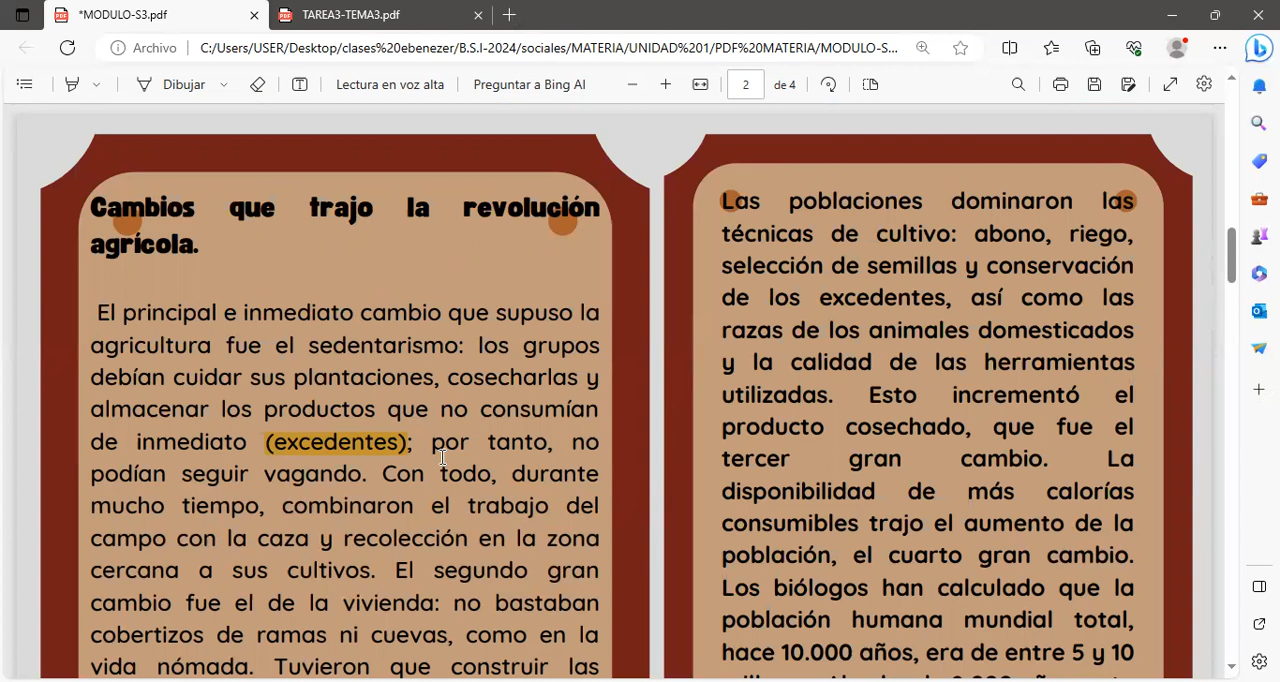 *MODULO-S3.pdf
TAREA3-TEMA3.pdf
Archivo
C:/Users/USER/Desktop/clases%20ebenezer/B.S.I-2024/sociales/MATERIA/UNIDAD%201/PDF%20MATERIA/MODULO-S...
Dibujar
Lectura en voz alta
Preguntar a Bing AI
2
de 4
Cambios que trajo la revolución
agrícola.
El principal e inmediato cambio que supuso la
agricultura fue el sedentarismo: los grupos
debían cuidar sus plantaciones, cosecharlas y
almacenar los productos que no consumían
de inmediato (excedentes); por tanto, no
podían seguir vagando. Con todo, durante
mucho tiempo, combinaron el trabajo del
campo con la caza y recolección en la zona
cercana a sus cultivos. El segundo gran
cambio fue el de la vivienda: no bastaban
cobertizos de ramas ni cuevas, como en la
vida nómada. Tuvieron que construir las
Las poblaciones dominaron las
técnicas de cultivo: abono, riego,
selección de semillas y conservación
de los excedentes, así como las
razas de los animales domesticados
y la calidad de las herramientas
utilizadas. Esto incrementó el
producto cosechado, que fue el
tercer gran cambio. La
disponibilidad de más calorías
consumibles trajo el aumento de la
población, el cuarto gran cambio.
Los biólogos han calculado que la
población humana mundial total,
hace 10.000 años, era de entre 5 y 10